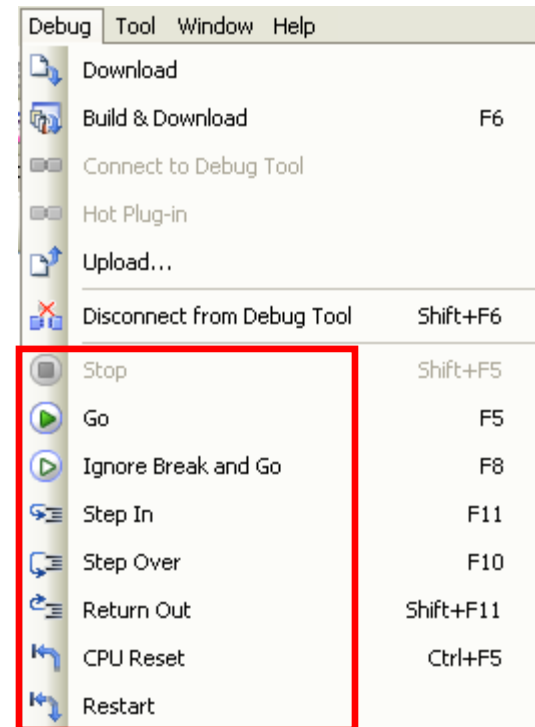 Debug Tool Window Help
Download
Build & Download F6
Connect to Debug Tool
Hot Plug-in
Upload...
Disconnect from Debug Tool Shift+F6
Stop Shift+F5
Go F5
Ignore Break and Go F8
Step In F11
Step Over F10
Return Out Shift+F11
CPU Reset Ctrl+F5
Restart